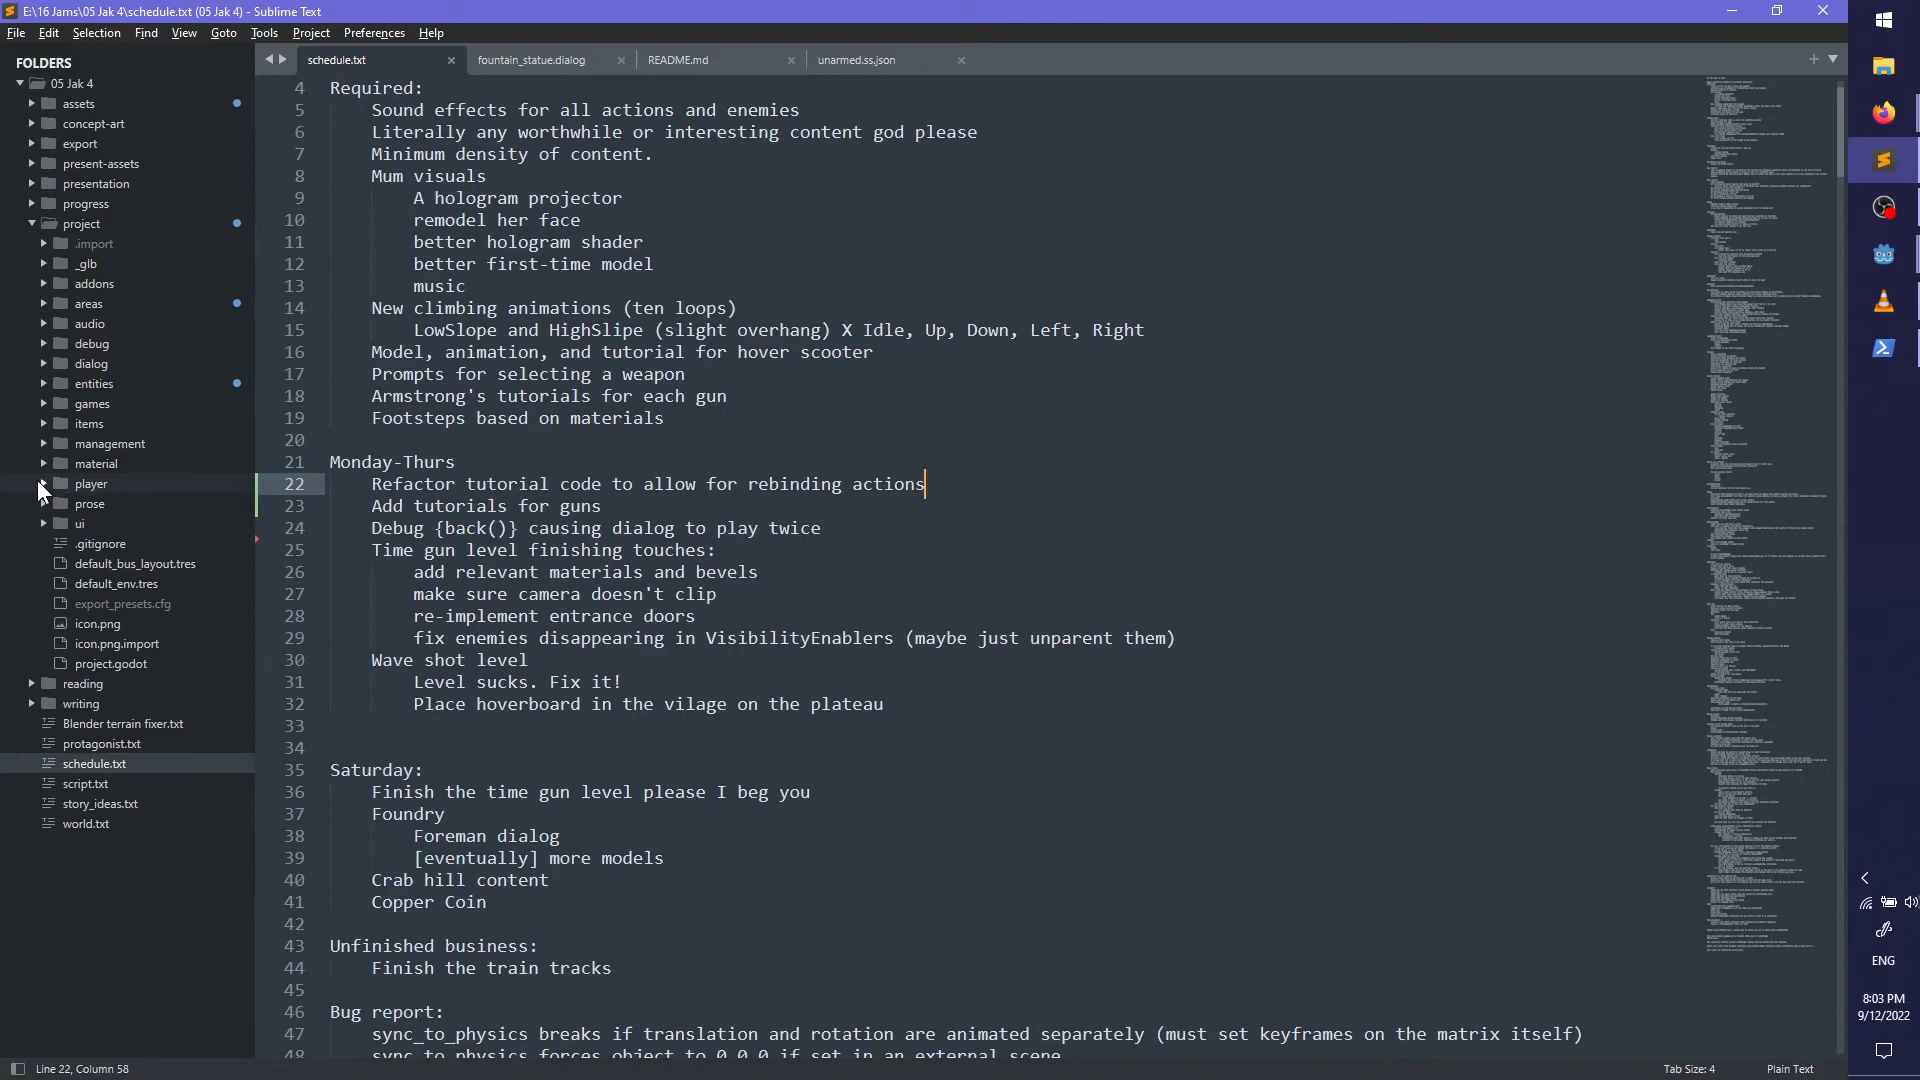 E:\16 Jams\05 Jak 4\schedule.txt (05 Jak 4) - Sublime Text
File Edit Selection Find View Goto Tools Project Preferences Help
FOLDERS
05 Jak 4
assets
concept-art
export
present-assets
presentation
progress
project
.import
_glb
addons
areas
audio
debug
dialog
entities
games
items
management
material
player
prose
ui
.gitignore
default_bus_layout.tres
default_env.tres
export_presets.cfg
icon.png
icon.png.import
project.godot
reading
writing
Blender terrain fixer.txt
protagonist.txt
schedule.txt
script.txt
story_ideas.txt
world.txt
schedule.txt fountain_statue.dialog README.md unarmed.ss.json
4 Required:
5 Sound effects for all actions and enemies
6 Literally any worthwhile or interesting content god please
7 Minimum density of content.
8 Mum visuals
9 A hologram projector
10 remodel her face
11 better hologram shader
12 better first-time model
13 music
14 New climbing animations (ten loops)
15 LowSlope and HighSlipe (slight overhang) X Idle, Up, Down, Left, Right
16 Model, animation, and tutorial for hover scooter
17 Prompts for selecting a weapon
18 Armstrong's tutorials for each gun
19 Footsteps based on materials
20
21 Monday-Thurs
22 Refactor tutorial code to allow for rebinding actions
23 Add tutorials for guns
24 Debug {back()} causing dialog to play twice
25 Time gun level finishing touches:
26 add relevant materials and bevels
27 make sure camera doesn't clip
28 re-implement entrance doors
29 fix enemies disappearing in VisibilityEnablers (maybe just unparent them)
30 Wave shot level
31 Level sucks. Fix it!
32 Place hoverboard in the vilage on the plateau
33
34
35 Saturday:
36 Finish the time gun level please I beg you
37 Foundry
38 Foreman dialog
39 [eventually] more models
40 Crab hill content
41 Copper Coin
42
43 Unfinished business:
44 Finish the train tracks
45
46 Bug report:
47 sync_to_physics breaks if translation and rotation are animated separately (must set keyframes on the matrix itself)
48 sync_to_physics forces object to 0,0,0 if set in an external scene
Line 22, Column 58
Tab Size: 4
Plain Text
ENG
8:03 PM
9/12/2022